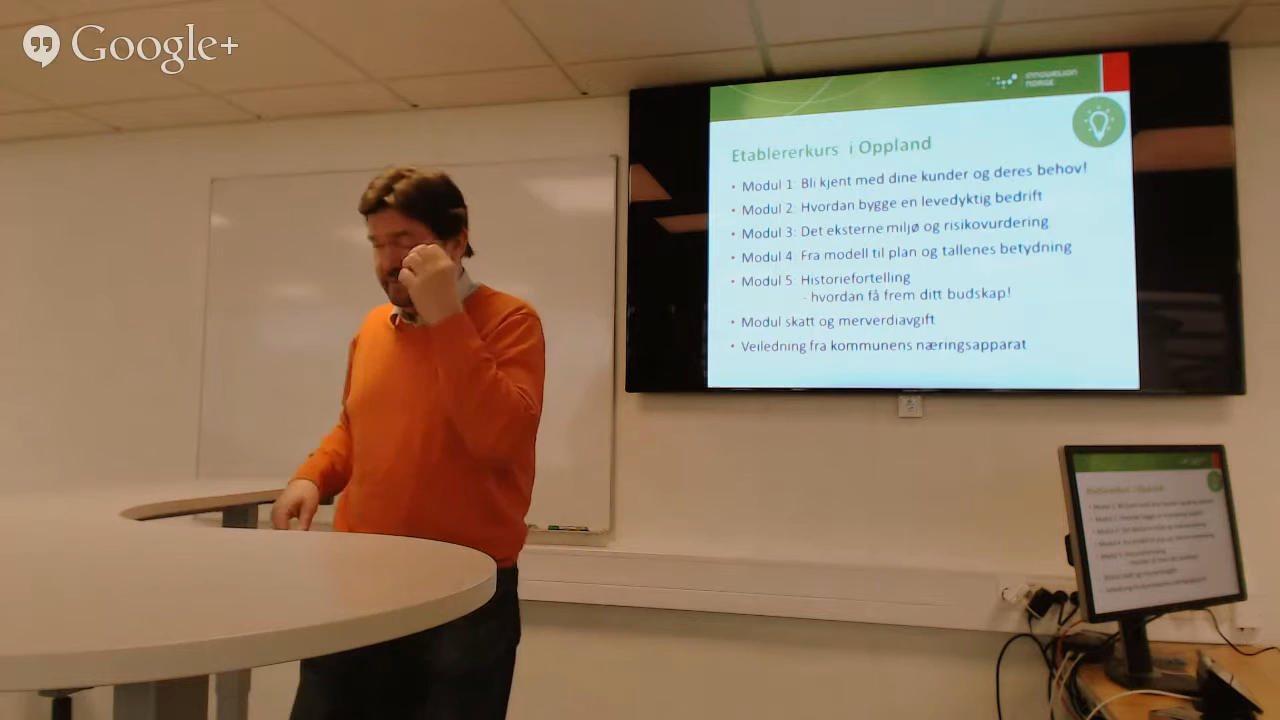 Google+
INNOVASJON
NORGE
Etablererkurs i Oppland
• Modul 1: Bli kjent med dine kunder og deres behov!
• Modul 2: Hvordan bygge en levedyktig bedrift
• Modul 3: Det eksterne miljø og risikovurdering
• Modul 4: Fra modell til plan og tallenes betydning
• Modul 5: Historiefortelling
- hvordan få frem ditt budskap!
• Modul skatt og merverdiavgift
• Veiledning fra kommunens næringsapparat